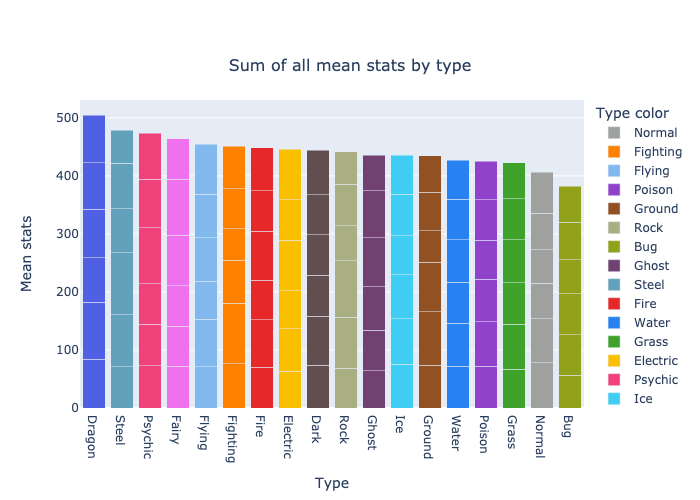 Sum of all mean stats by type
Mean stats
500
400
300
200
100
0
Dragon
Steel
Psychic
Fairy
Flying
Fighting
Fire
Electric
Dark
Rock
Ghost
Ice
Ground
Water
Poison
Grass
Normal
Bug
Type
Type color
Normal
Fighting
Flying
Poison
Ground
Rock
Bug
Ghost
Steel
Fire
Water
Grass
Electric
Psychic
Ice